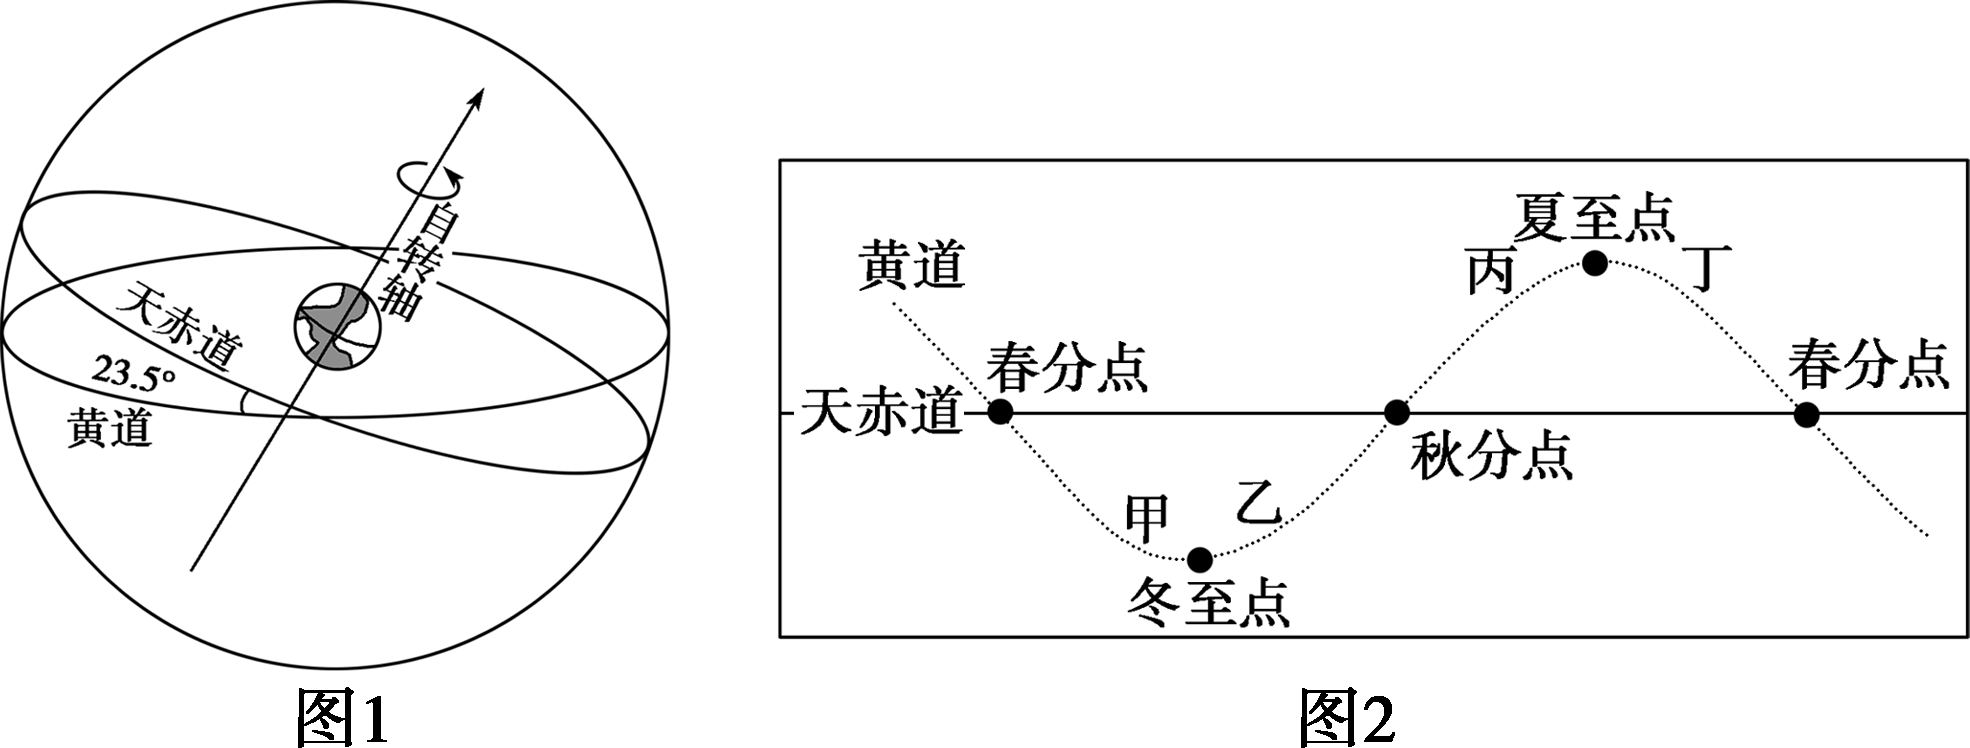 自转轴
天赤道
23.5°
黄道
图1
夏至点
丙
丁
黄道
春分点
春分点
天赤道
秋分点
甲
乙
冬至点
图2